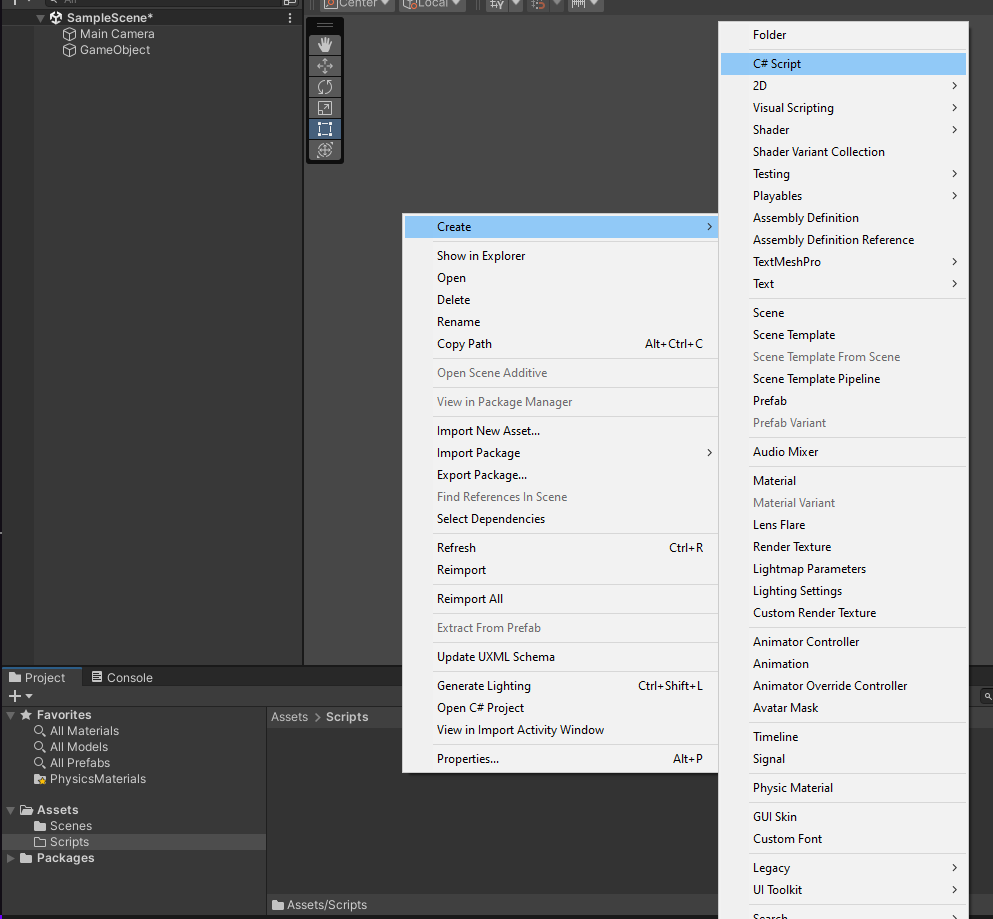 All
Center
Local
SampleScene*
Main Camera
GameObject
Create
Show in Explorer
Open
Delete
Rename
Copy Path Alt+Ctrl+C
Open Scene Additive
View in Package Manager
Import New Asset...
Import Package
Export Package...
Find References In Scene
Select Dependencies
Refresh Ctrl+R
Reimport
Reimport All
Extract From Prefab
Update UXML Schema
Generate Lighting Ctrl+Shift+L
Open C# Project
View in Import Activity Window
Properties... Alt+P
Folder
C# Script
2D
Visual Scripting
Shader
Shader Variant Collection
Testing
Playables
Assembly Definition
Assembly Definition Reference
TextMeshPro
Text
Scene
Scene Template
Scene Template From Scene
Scene Template Pipeline
Prefab
Prefab Variant
Audio Mixer
Material
Material Variant
Lens Flare
Render Texture
Lightmap Parameters
Lighting Settings
Custom Render Texture
Animator Controller
Animation
Animator Override Controller
Avatar Mask
Timeline
Signal
Physic Material
GUI Skin
Custom Font
Legacy
UI Toolkit
Search
Project Console
Favorites
All Materials
All Models
All Prefabs
PhysicsMaterials
Assets
Scenes
Scripts
Packages
Assets > Scripts
Assets/Scripts